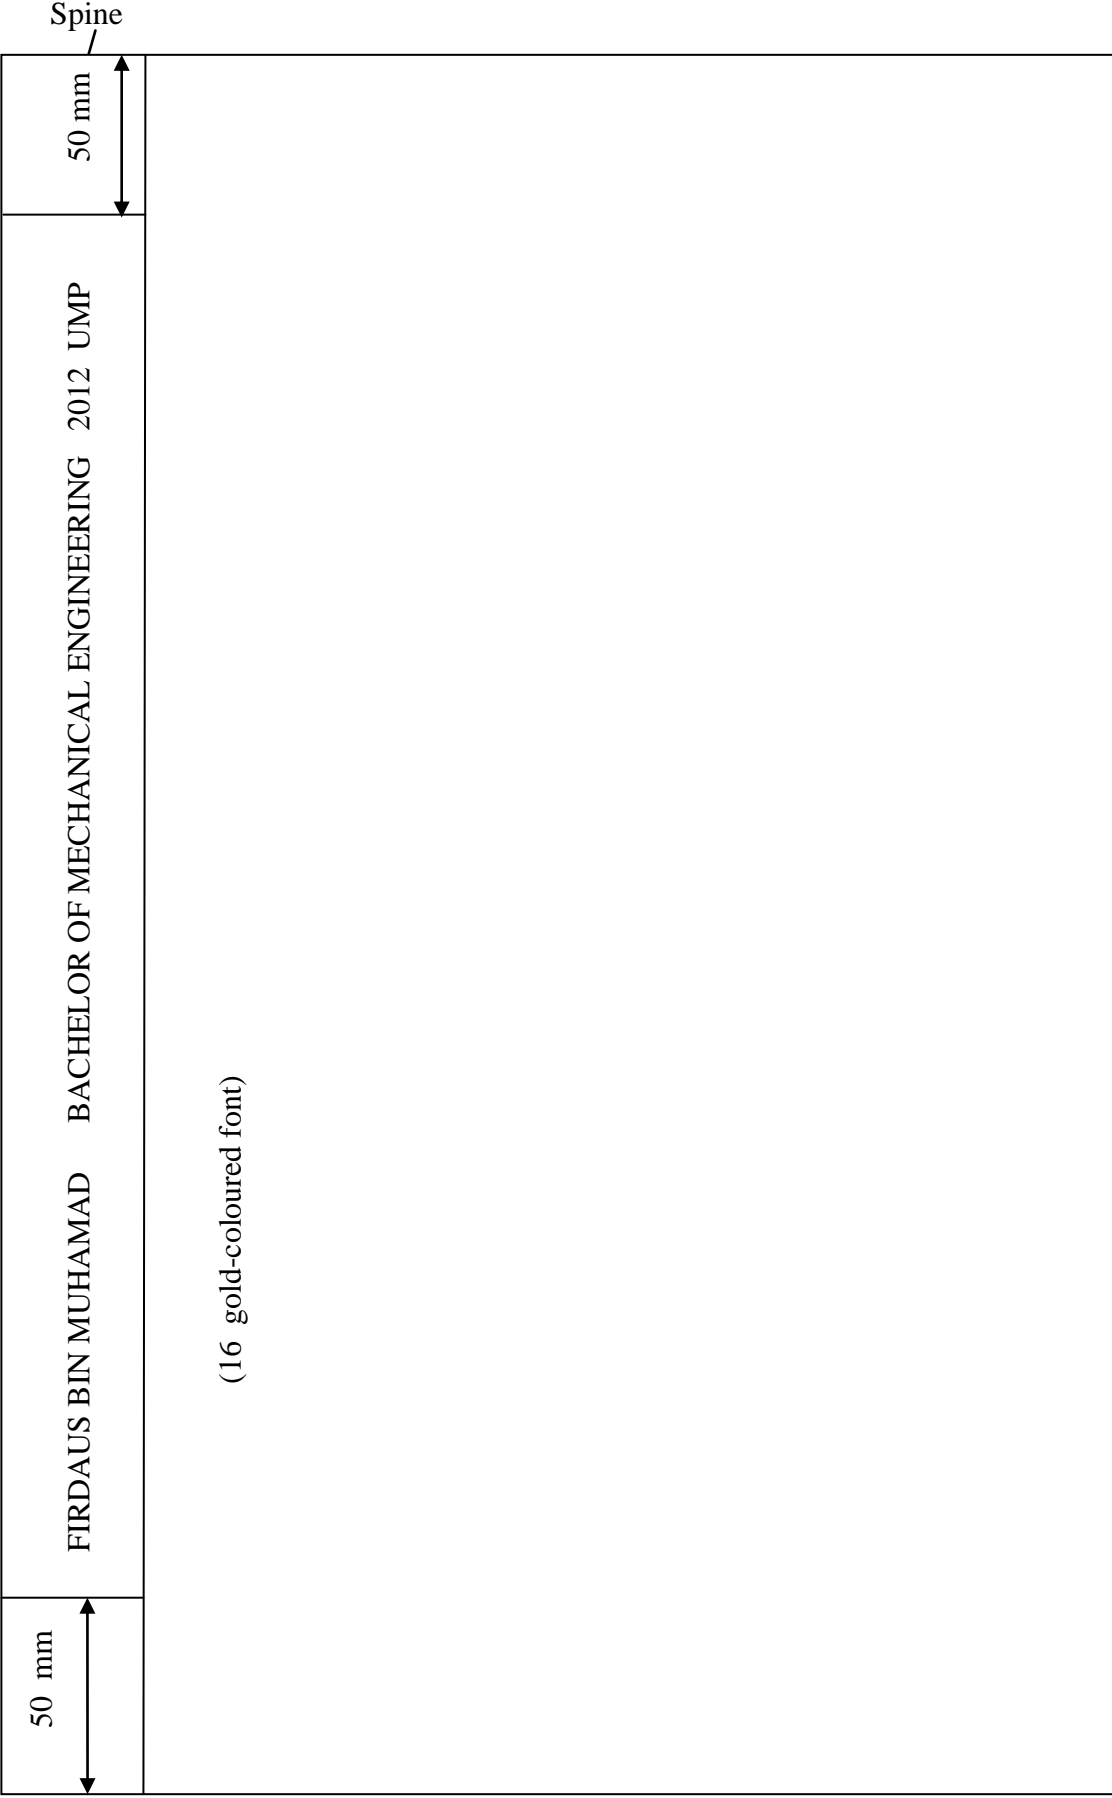 Spine
50 mm
FIRDAUS BIN MUHAMAD BACHELOR OF MECHANICAL ENGINEERING 2012 UMP
50 mm
(16 gold-coloured font)